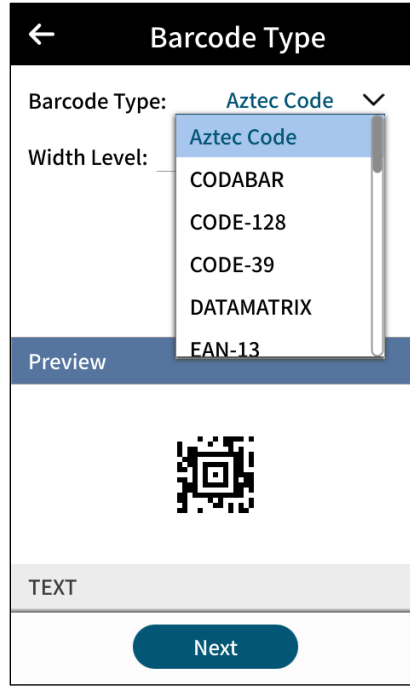 Barcode Type
Barcode Type: Aztec Code
Aztec Code
Width Level:
CODABAR
CODE-128
CODE-39
DATAMATRIX
EAN-13
Preview
TEXT
Next